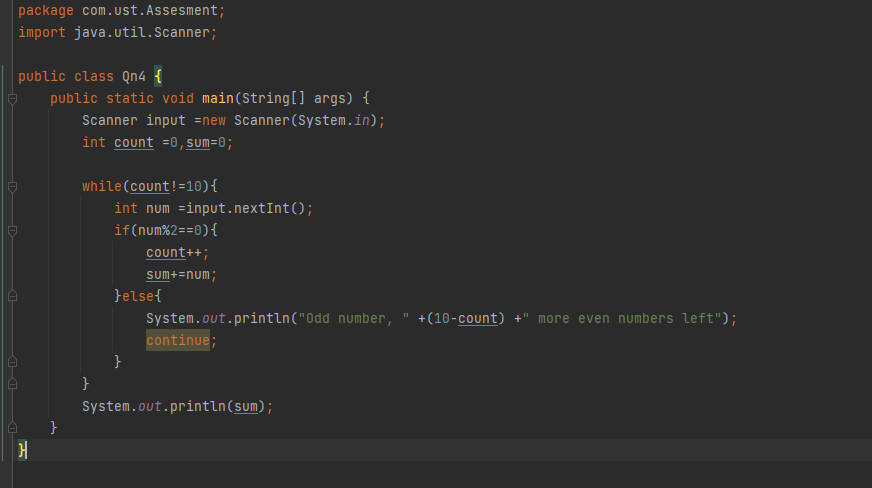 package com.ust.Assesment;
import java.util.Scanner;
public class Qn4 {
    public static void main(String[] args) {
        Scanner input =new Scanner(System.in);
        int count =0,sum=0;
        while(count!=10){
            int num =input.nextInt();
            if(num%2==0){
                count++;
                sum+=num;
            }else{
                System.out.println("Odd number, " +(10-count) +" more even numbers left");
                continue;
            }
        }
        System.out.println(sum);
    }
}